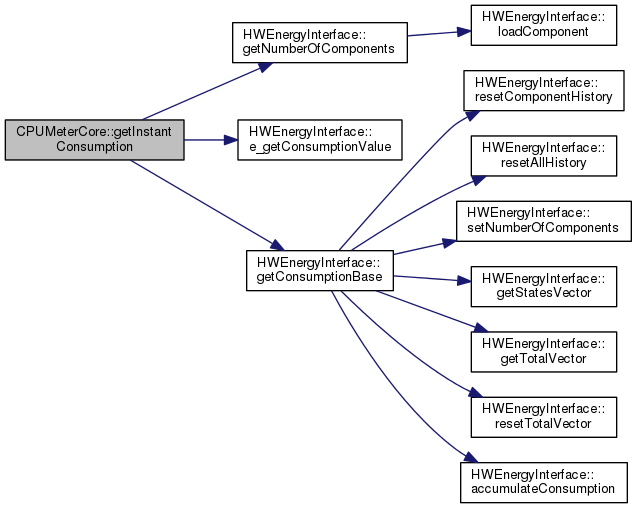 CPUMeterCore::getInstant
Consumption
HWEnergyInterface::
getNumberOfComponents
HWEnergyInterface::
e_getConsumptionValue
HWEnergyInterface::
getConsumptionBase
HWEnergyInterface::
loadComponent
HWEnergyInterface::
resetComponentHistory
HWEnergyInterface::
resetAllHistory
HWEnergyInterface::
setNumberOfComponents
HWEnergyInterface::
getStatesVector
HWEnergyInterface::
getTotalVector
HWEnergyInterface::
resetTotalVector
HWEnergyInterface::
accumulateConsumption